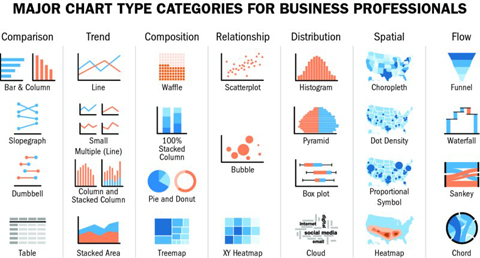 MAJOR CHART TYPE CATEGORIES FOR BUSINESS PROFESSIONALS
Comparison
Trend
Composition
Relationship
Distribution
Spatial
Flow
Bar & Column
Line
Waffle
Scatterplot
Histogram
Choropleth
Funnel
Slopegraph
Small
Multiple (Line)
100%
Stacked
Column
Bubble
Pyramid
Dot Density
Waterfall
Dumbbell
Column and
Stacked Column
Pie and Donut
Box plot
Proportional
Symbol
Sankey
Table
Stacked Area
Treemap
XY Heatmap
internet
social media
email
Cloud
Heatmap
Chord